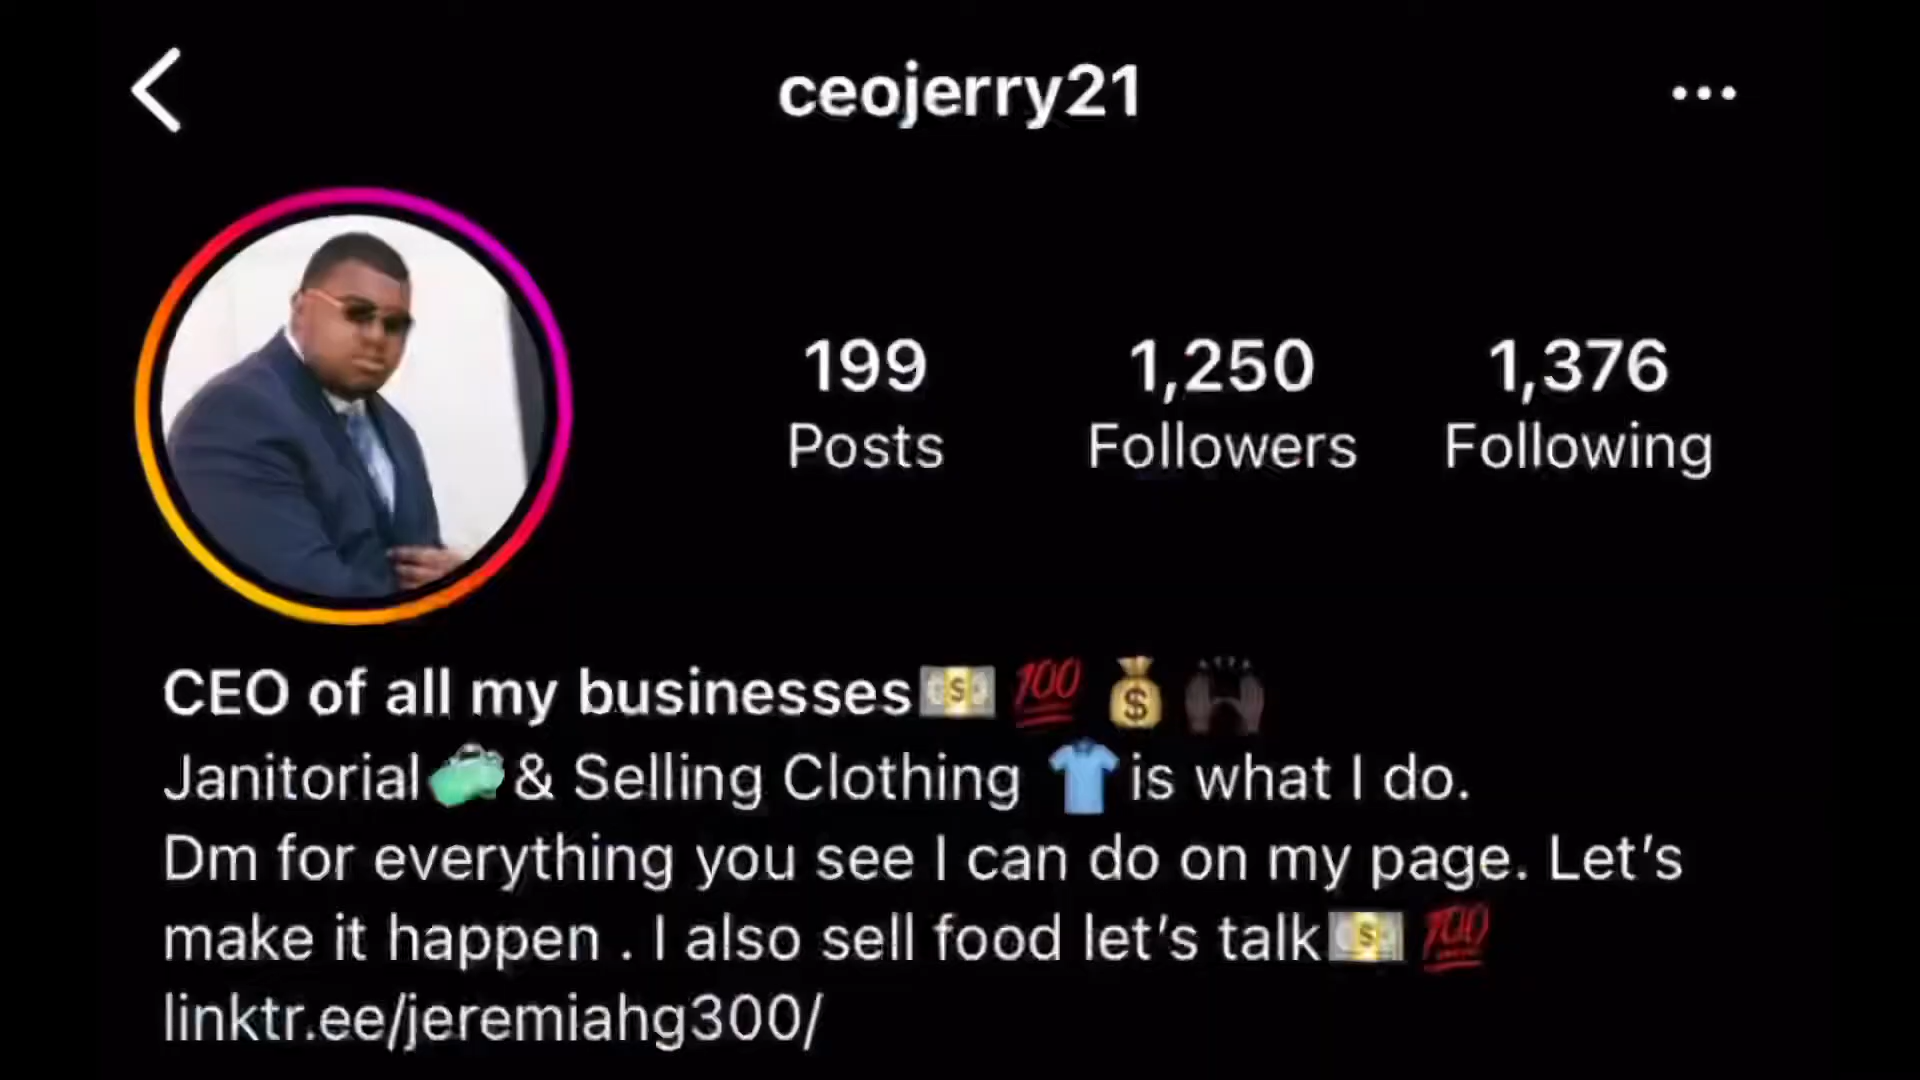 ceojerry21
199 1,250 1,376
Posts Followers Following
CEO of all my businesses💵 💯 💰 🙌🏿
Janitorial🧼& Selling Clothing 👕is what I do.
Dm for everything you see I can do on my page. Let’s
make it happen . I also sell food let’s talk💵 💯
linktr.ee/jeremiahg300/